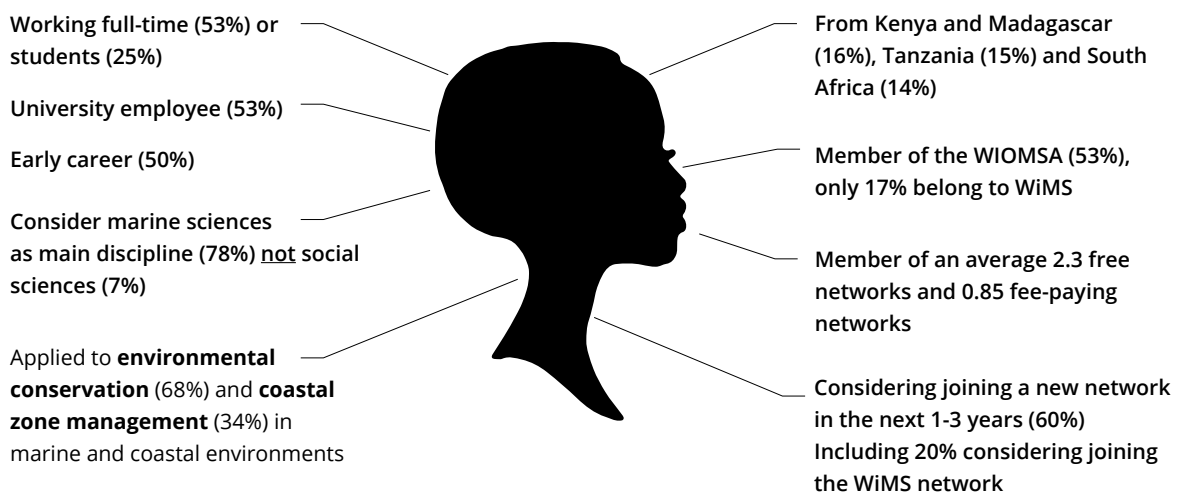 Working full-time (53%) or
students (25%)
University employee (53%)
Early career (50%)
Consider marine sciences
as main discipline (78%) not social
sciences (7%)
Applied to environmental
conservation (68%) and coastal
zone management (34%) in
marine and coastal environments
From Kenya and Madagascar
(16%), Tanzania (15%) and South
Africa (14%)
Member of the WIOMSA (53%),
only 17% belong to WiMS
Member of an average 2.3 free
networks and 0.85 fee-paying
networks
Considering joining a new network
in the next 1-3 years (60%)
Including 20% considering joining
the WiMS network